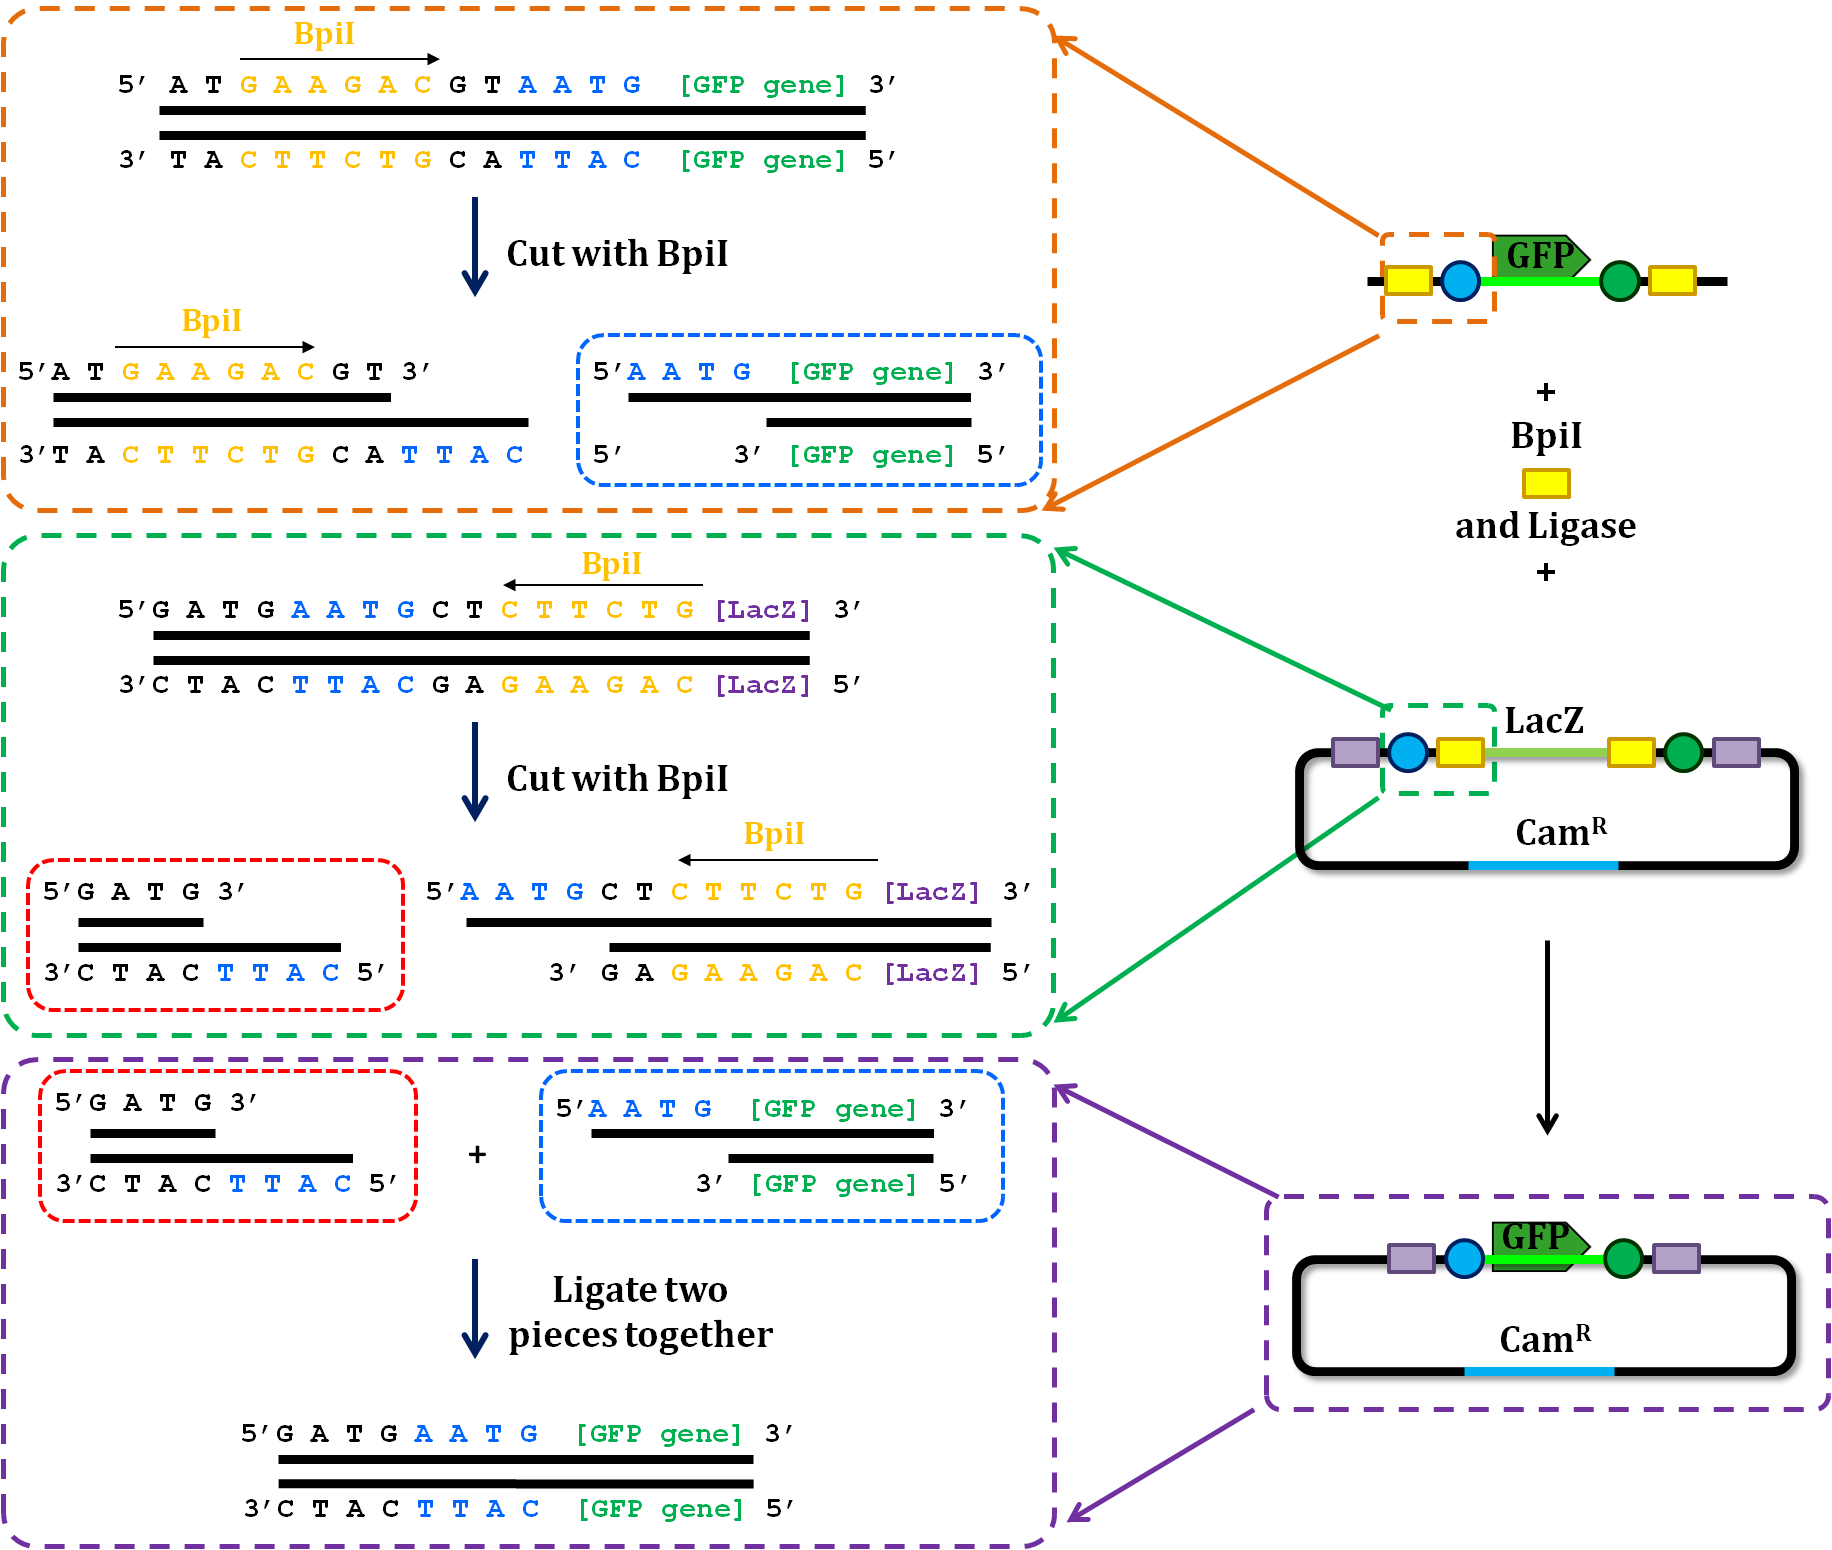 BpiI
5’ A T G A A G A C G T A A T G [GFP gene] 3’
3’ T A C T T C T G C A T T A C [GFP gene] 5’
Cut with BpiI
BpiI
5’A T G A A G A C G T 3’
3’T A C T T C T G C A T T A C
5’A A T G [GFP gene] 3’
5’ 3’ [GFP gene] 5’
GFP
+
BpiI
and Ligase
+
BpiI
5’G A T G A A T G C T C T T C T G [LacZ] 3’
3’C T A C T T A C G A G A A G A C [LacZ] 5’
Cut with BpiI
5’G A T G 3’
3’C T A C T T A C 5’
BpiI
5’A A T G C T C T T C T G [LacZ] 3’
3’ G A G A A G A C [LacZ] 5’
LacZ
CamR
5’G A T G 3’
3’C T A C T T A C 5’
+
5’A A T G [GFP gene] 3’
3’ [GFP gene] 5’
Ligate two
pieces together
5’G A T G A A T G [GFP gene] 3’
3’C T A C T T A C [GFP gene] 5’
GFP
CamR